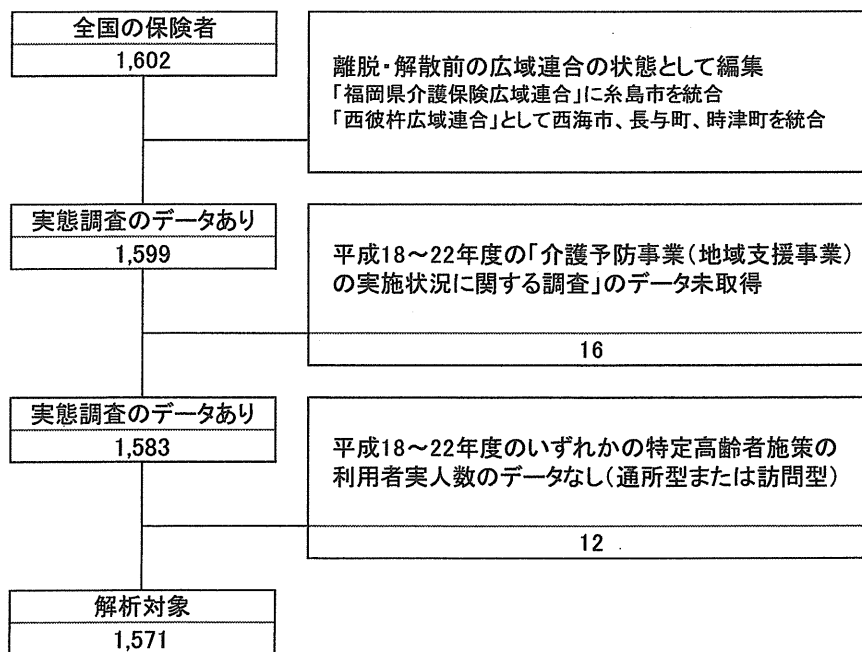 全国の保険者
1,602
離脱・解散前の広域連合の状態として編集
「福岡県介護保険広域連合」に糸島市を統合
「西彼杵広域連合」として西海市、長与町、時津町を統合
実態調査のデータあり
1,599
平成18～22年度の「介護予防事業（地域支援事業）
の実施状況に関する調査」のデータ未取得
16
実態調査のデータあり
1,583
平成18～22年度のいずれかの特定高齢者施策の
利用者実人数のデータなし（通所型または訪問型）
12
解析対象
1,571